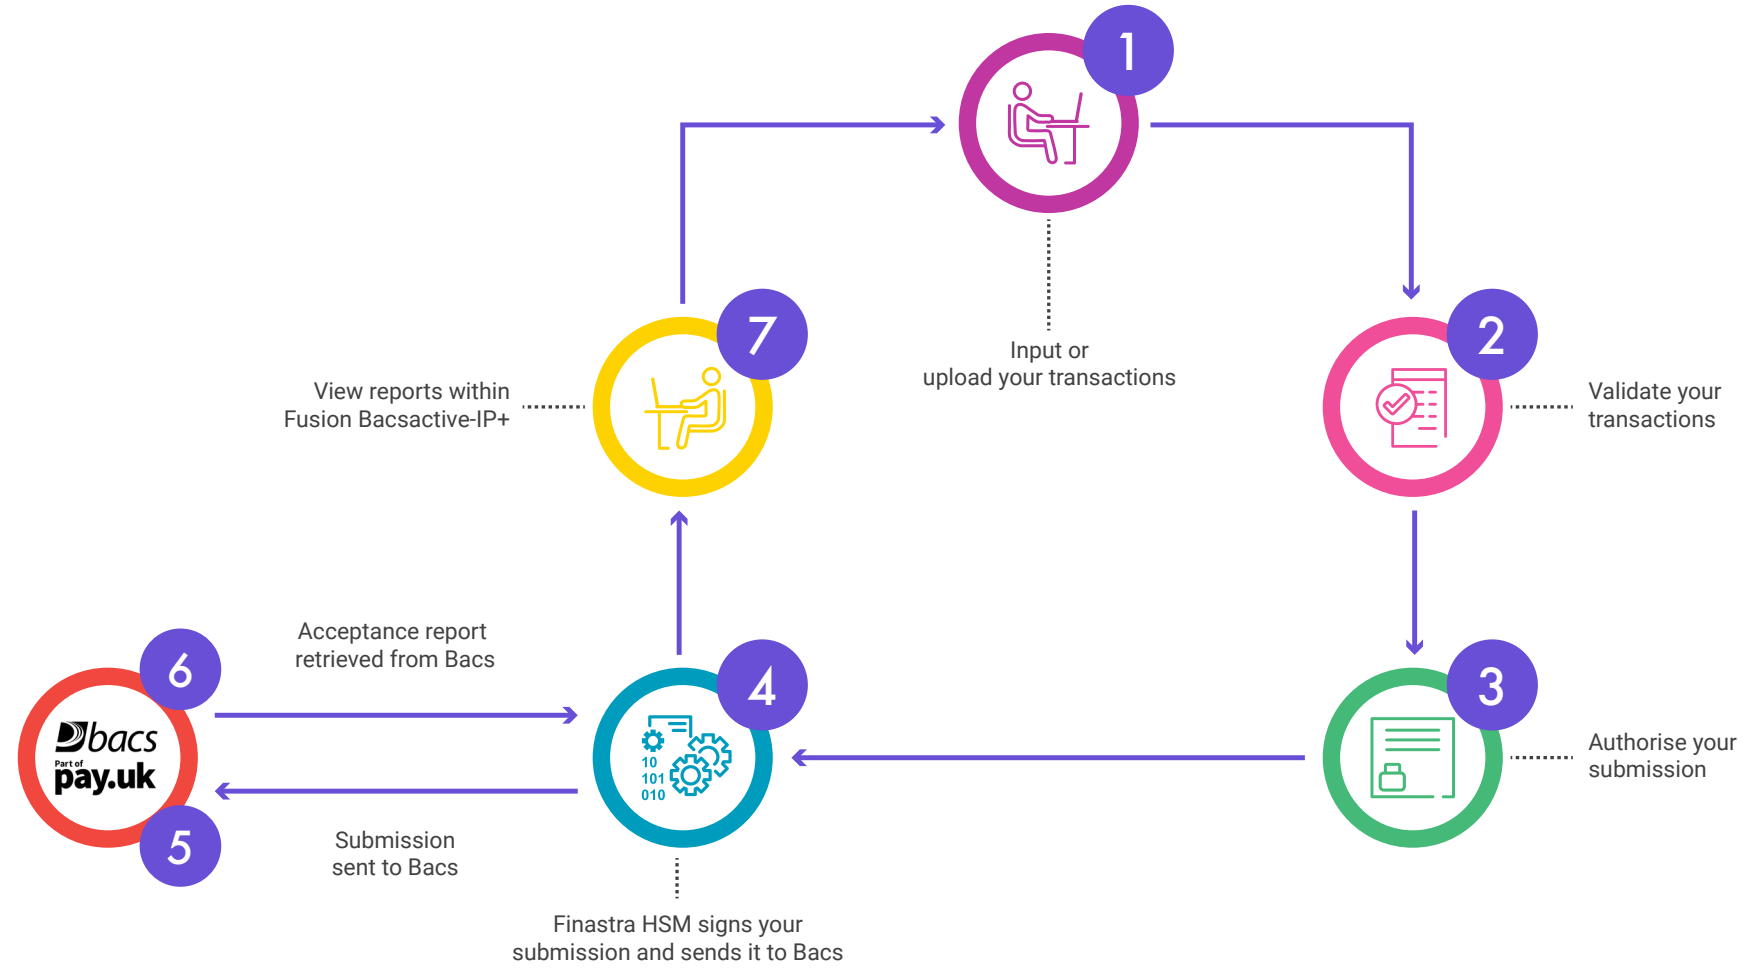 1
Input or
upload your transactions
2
Validate your
transactions
3
Authorise your
submission
4
10
101
010
Finastra HSM signs your
submission and sends it to Bacs
5
Submission
sent to Bacs
6
Acceptance report
retrieved from Bacs
bacs
Part of
pay.uk
7
View reports within
Fusion Bacsactive-IP+